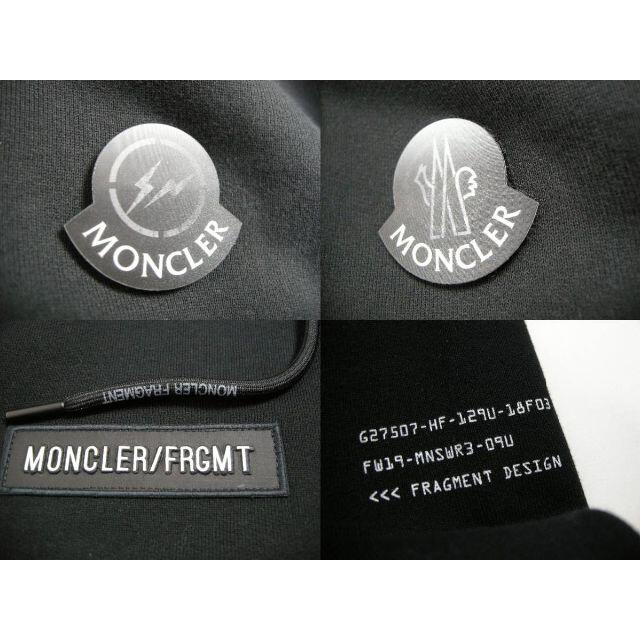 MONCLER
MONCLER
MONCLER FRAGMENT
MONCLER/FRGMT
G27507-HF-129U-18F03
FW19-MNSWR3-09U
<<< FRAGMENT DESIGN